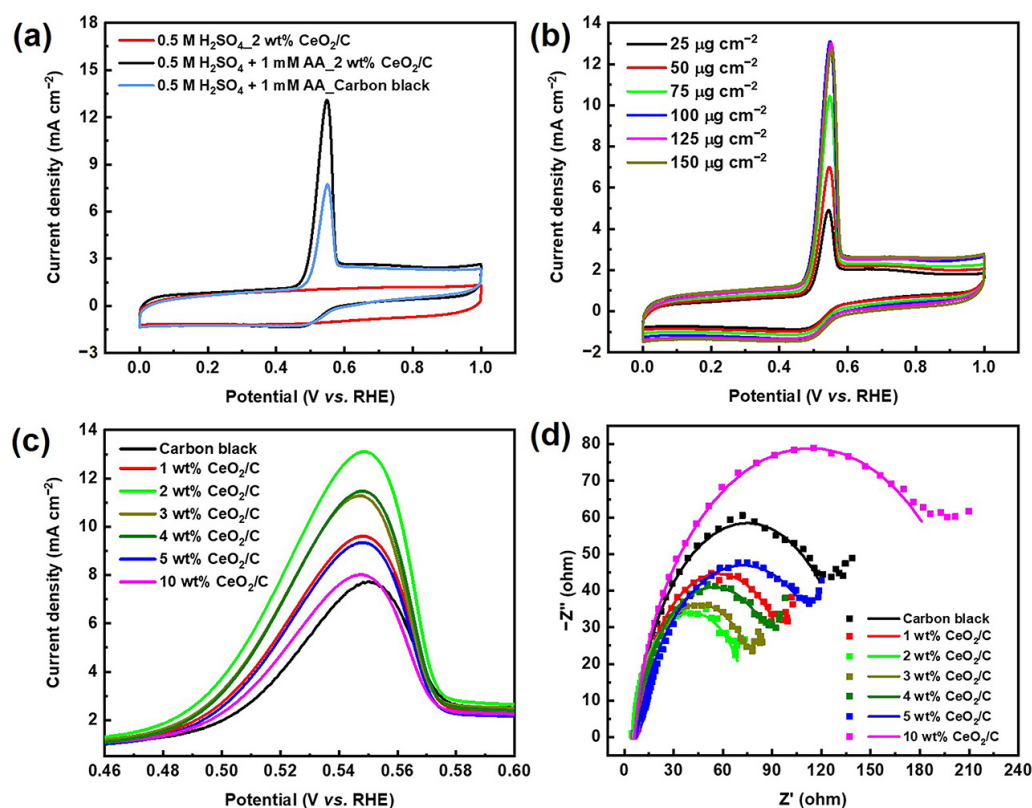 (a)
0.5 M H₂SO₄_2 wt% CeO₂/C
0.5 M H₂SO₄ + 1 mM AA_2 wt% CeO₂/C
0.5 M H₂SO₄ + 1 mM AA_Carbon black
Current density (mA cm⁻²)
18
15
12
9
6
3
0
−3
0.0 0.2 0.4 0.6 0.8 1.0
Potential (V vs. RHE)
(b)
25 μg cm⁻²
50 μg cm⁻²
75 μg cm⁻²
100 μg cm⁻²
125 μg cm⁻²
150 μg cm⁻²
Current density (mA cm⁻²)
14
12
10
8
6
4
2
0
−2
0.0 0.2 0.4 0.6 0.8 1.0
Potential (V vs. RHE)
(c)
Carbon black
1 wt% CeO₂/C
2 wt% CeO₂/C
3 wt% CeO₂/C
4 wt% CeO₂/C
5 wt% CeO₂/C
10 wt% CeO₂/C
Current density (mA cm⁻²)
14
12
10
8
6
4
2
0.46 0.48 0.50 0.52 0.54 0.56 0.58 0.60
Potential (V vs. RHE)
(d)
−Z'' (ohm)
80
70
60
50
40
30
20
10
0
Carbon black
1 wt% CeO₂/C
2 wt% CeO₂/C
3 wt% CeO₂/C
4 wt% CeO₂/C
5 wt% CeO₂/C
10 wt% CeO₂/C
0 30 60 90 120 150 180 210 240
Z' (ohm)